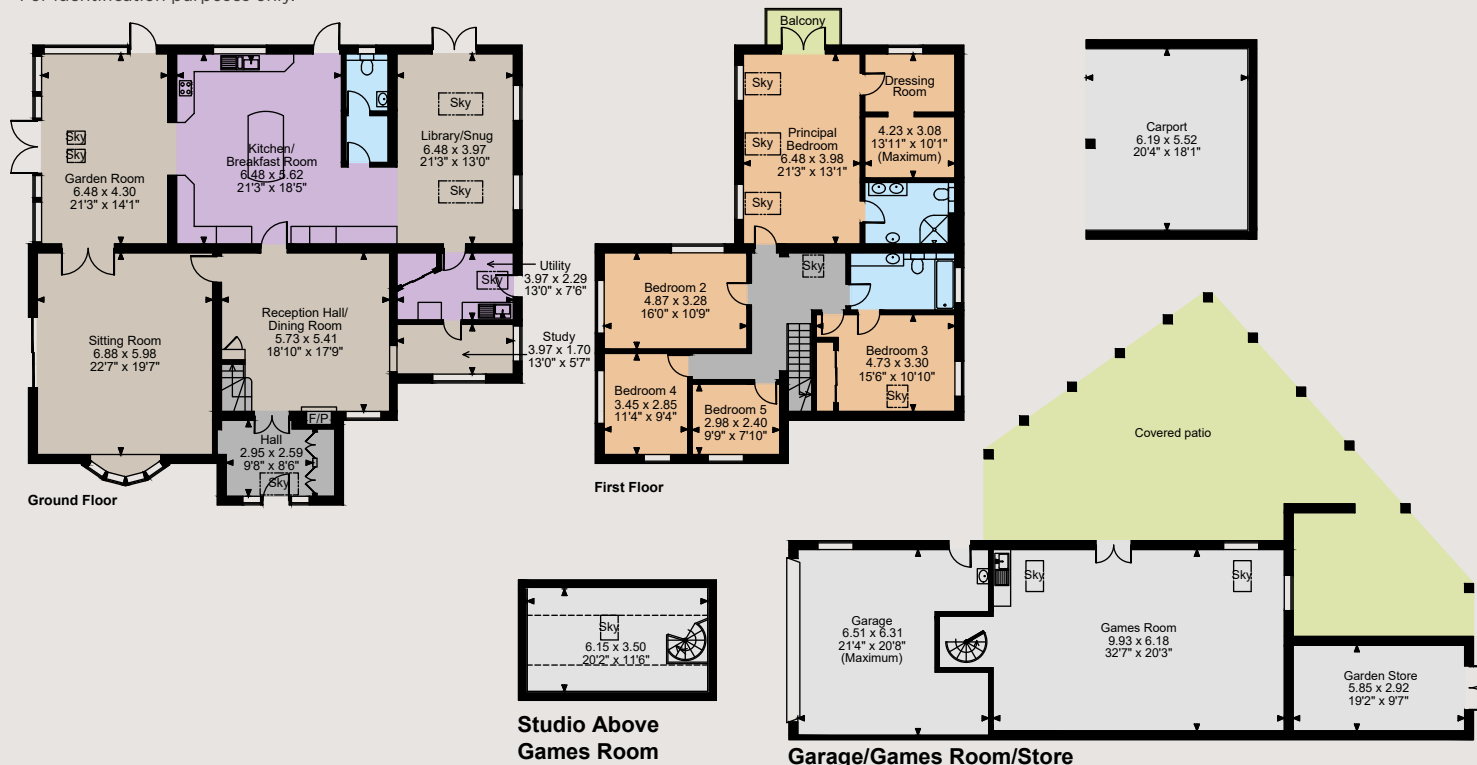 For identification purposes only.
Sky
Sky
Garden Room
6.48 x 4.30
21'3" x 14'1"
Kitchen/
Breakfast Room
6.48 x 5.62
21'3" x 18'5"
Sky
Library/Snug
6.48 x 3.97
21'3" x 13'0"
Sky
Sitting Room
6.88 x 5.98
22'7" x 19'7"
Reception Hall/
Dining Room
5.73 x 5.41
18'10" x 17'9"
Utility
Sky
3.97 x 2.29
13'0" x 7'6"
Study
3.97 x 1.70
13'0" x 5'7"
F/P
Hall
2.95 x 2.59
9'8" x 8'6"
Sky
Ground Floor
Balcony
Sky
Sky
Sky
Principal
Bedroom
6.48 x 3.98
21'3" x 13'1"
Dressing
Room
4.23 x 3.08
13'11" x 10'1"
(Maximum)
Sky
Bedroom 2
4.87 x 3.28
16'0" x 10'9"
Bedroom 3
4.73 x 3.30
15'6" x 10'10"
Sky
Bedroom 4
3.45 x 2.85
11'4" x 9'4"
Bedroom 5
2.98 x 2.40
9'9" x 7'10"
First Floor
Carport
6.19 x 5.52
20'4" x 18'1"
Covered patio
Sky
6.15 x 3.50
20'2" x 11'6"
Studio Above
Games Room
Garage
6.51 x 6.31
21'4" x 20'8"
(Maximum)
Sky
Sky
Games Room
9.93 x 6.18
32'7" x 20'3"
Garden Store
5.85 x 2.92
19'2" x 9'7"
Garage/Games Room/Store